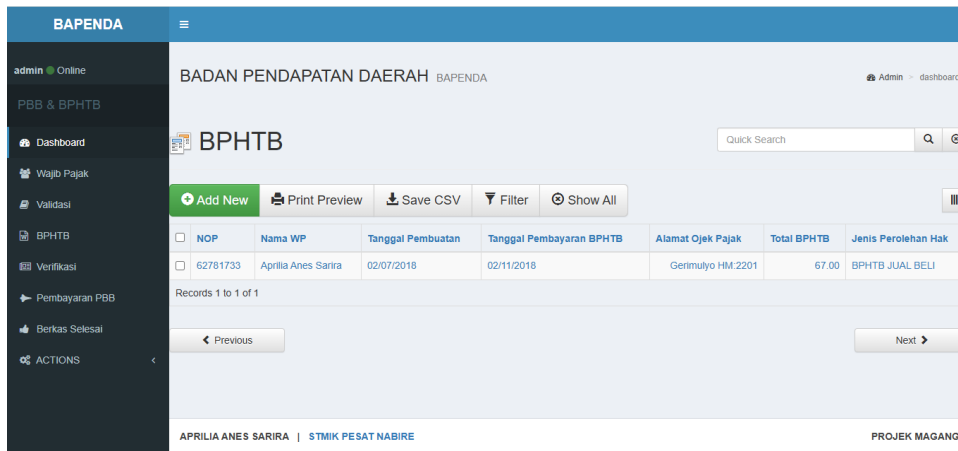 BAPENDA
admin Online
BADAN PENDAPATAN DAERAH BAPENDA
Admin > dashboard
PBB & BPHTB
Dashboard
BPHTB
Quick Search
Wajib Pajak
Validasi
Add New Print Preview Save CSV Filter Show All
BPHTB
NOP Nama WP Tanggal Pembuatan Tanggal Pembayaran BPHTB Alamat Ojek Pajak Total BPHTB Jenis Perolehan Hak
Verifikasi
62781733 Aprilia Anes Sarira 02/07/2018 02/11/2018 Gerimulyo HM:2201 67.00 BPHTB JUAL BELI
Pembayaran PBB
Records 1 to 1 of 1
Berkas Selesai
Previous Next
ACTIONS
APRILIA ANES SARIRA | STMIK PESAT NABIRE PROJEK MAGANG